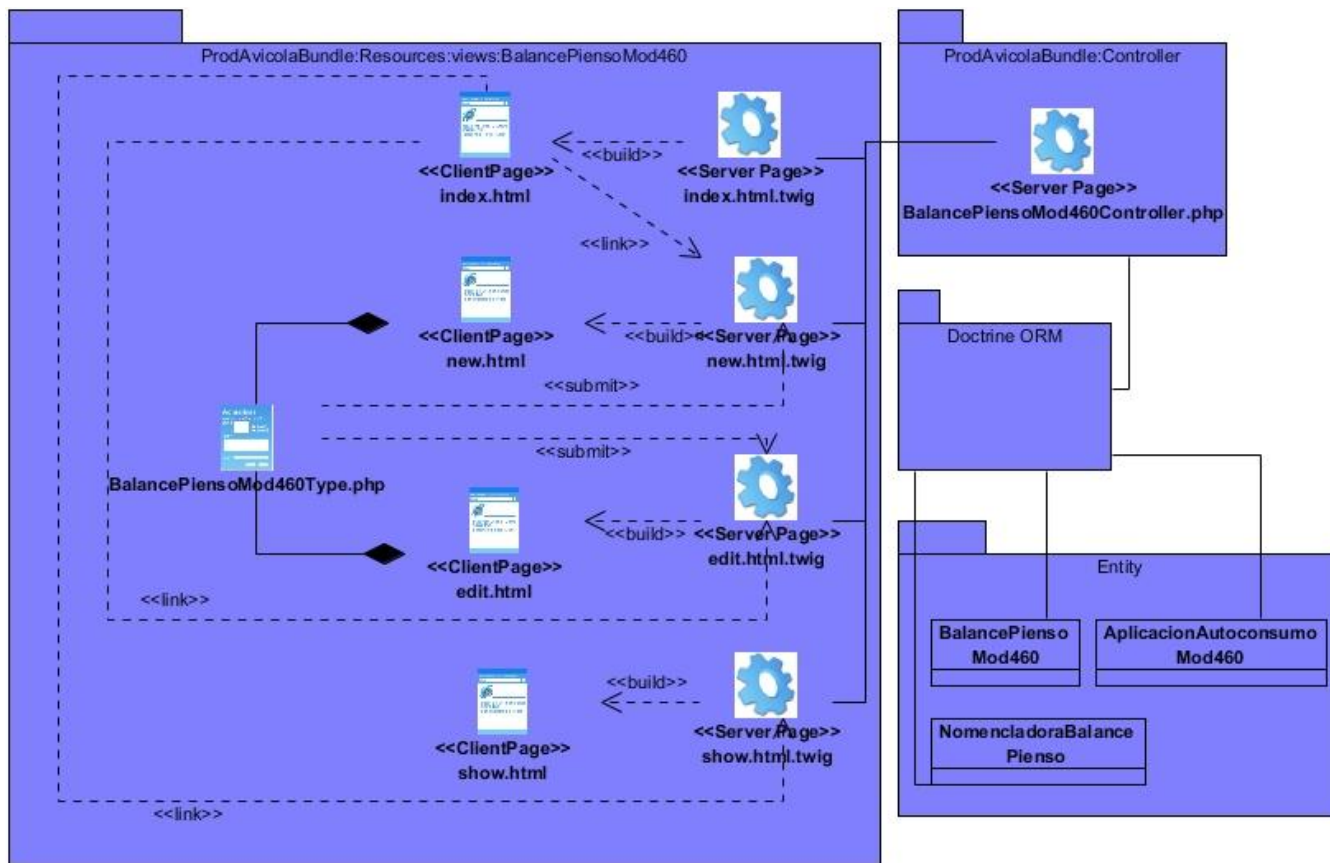 ProdAvicolaBundle:Resources:views:BalancePiensoMod460
<<ClientPage>>
index.html
<<build>>
<<Server Page>>
index.html.twig
<<link>>
<<ClientPage>>
new.html
<<build>>
<<Server Page>>
new.html.twig
<<submit>>
<<submit>>
BalancePiensoMod460Type.php
<<ClientPage>>
edit.html
<<build>>
<<Server Page>>
edit.html.twig
<<link>>
<<ClientPage>>
show.html
<<build>>
<<Server Page>>
show.html.twig
<<link>>
ProdAvicolaBundle:Controller
<<Server Page>>
BalancePiensoMod460Controller.php
Doctrine ORM
Entity
BalancePienso
Mod460
AplicacionAutoconsumo
Mod460
NomencladoraBalance
Pienso